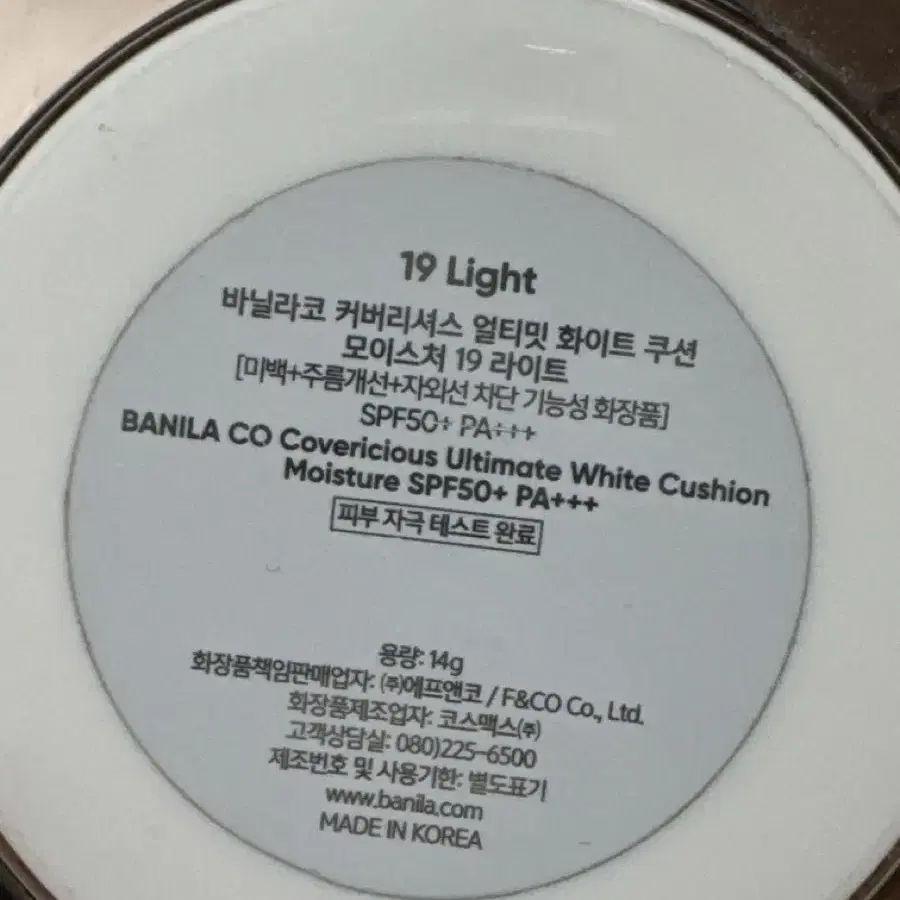 19 Light
바닐라코 커버리셔스 얼티밋 화이트 쿠션
모이스처 19 라이트
[미백+주름개선+자외선 차단 기능성 화장품]
SPF50+ PA+++
BANILA CO Covericious Ultimate White Cushion
Moisture SPF50+ PA+++
피부 자극 테스트 완료
용량: 14g
화장품책임판매업자: ㈜에프앤코 / F&CO Co., Ltd.
화장품제조업자: 코스맥스㈜
고객상담실: 080)225-6500
제조번호 및 사용기한: 별도표기
www.banila.com
MADE IN KOREA